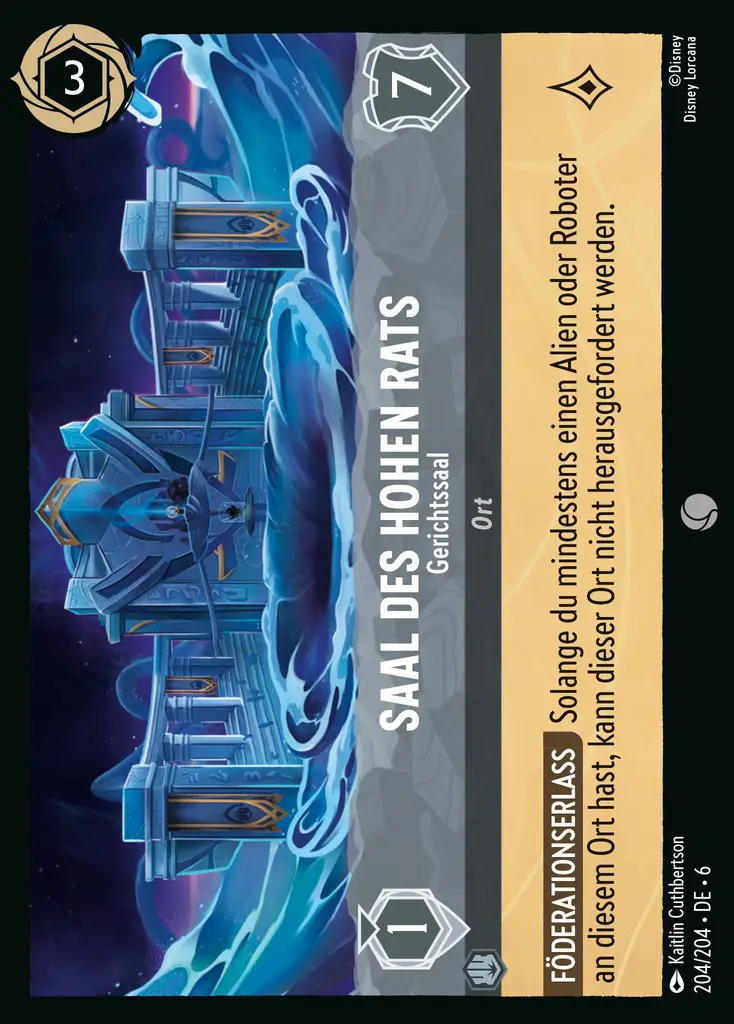 3
1
SAAL DES HOHEN RATS
Gerichtssaal
7
Ort
FÖDERATIONSERLASS Solange du mindestens einen Alien oder Roboter
an diesem Ort hast, kann dieser Ort nicht herausgefordert werden.
Kaitlin Cuthbertson
204/204 • DE • 6
©Disney
Disney Lorcana